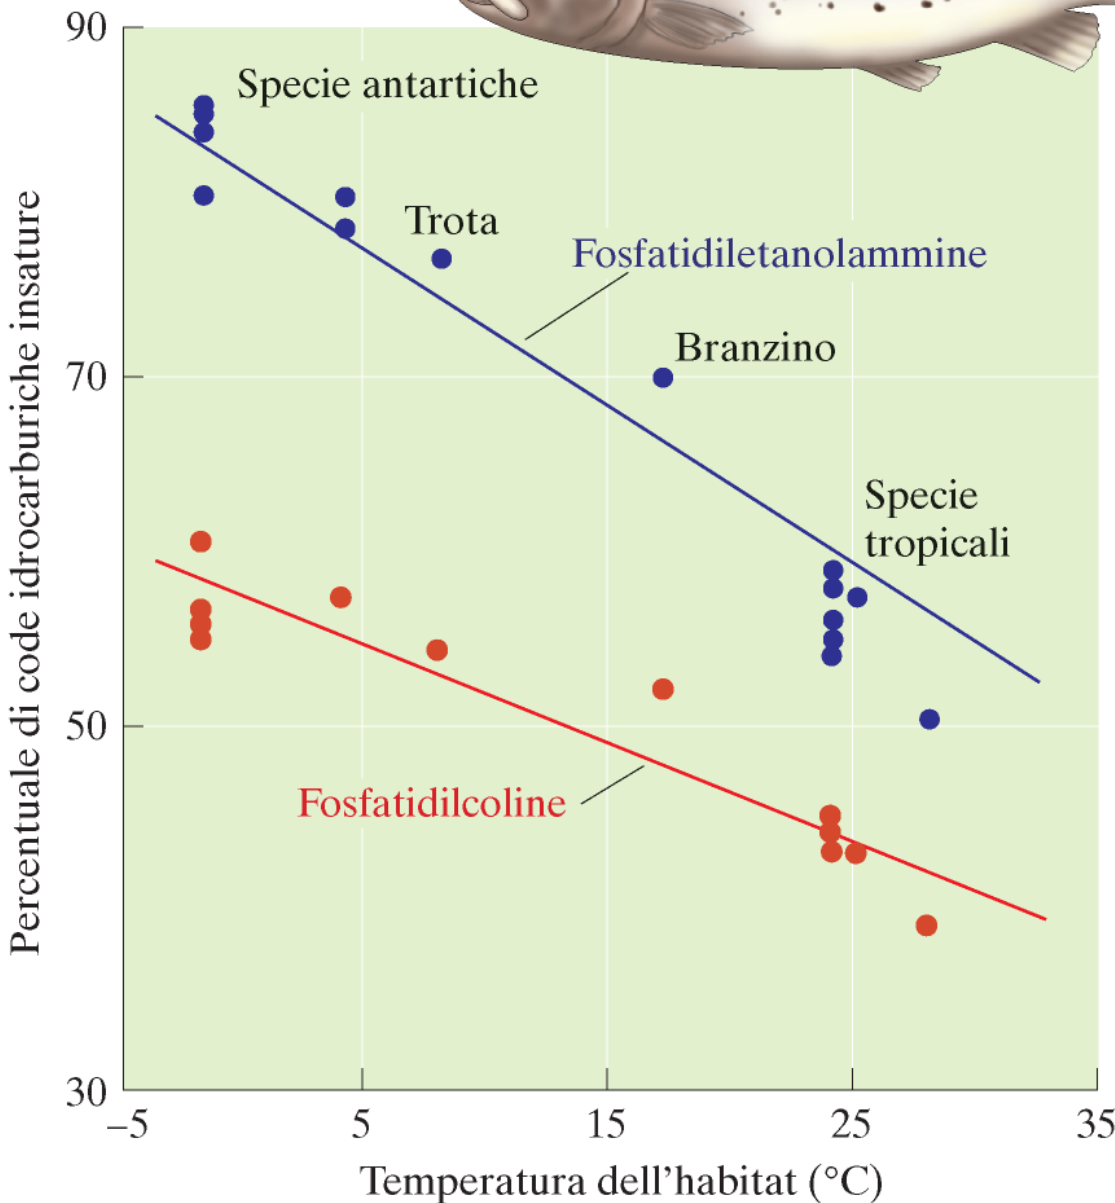 90
Specie antartiche
Trota
Fosfatidiletanolammine
Branzino
70
Specie
tropicali
50
Fosfatidilcoline
30
–5
5
15
25
35
Percentuale di code idrocarburiche insature
Temperatura dell'habitat (°C)